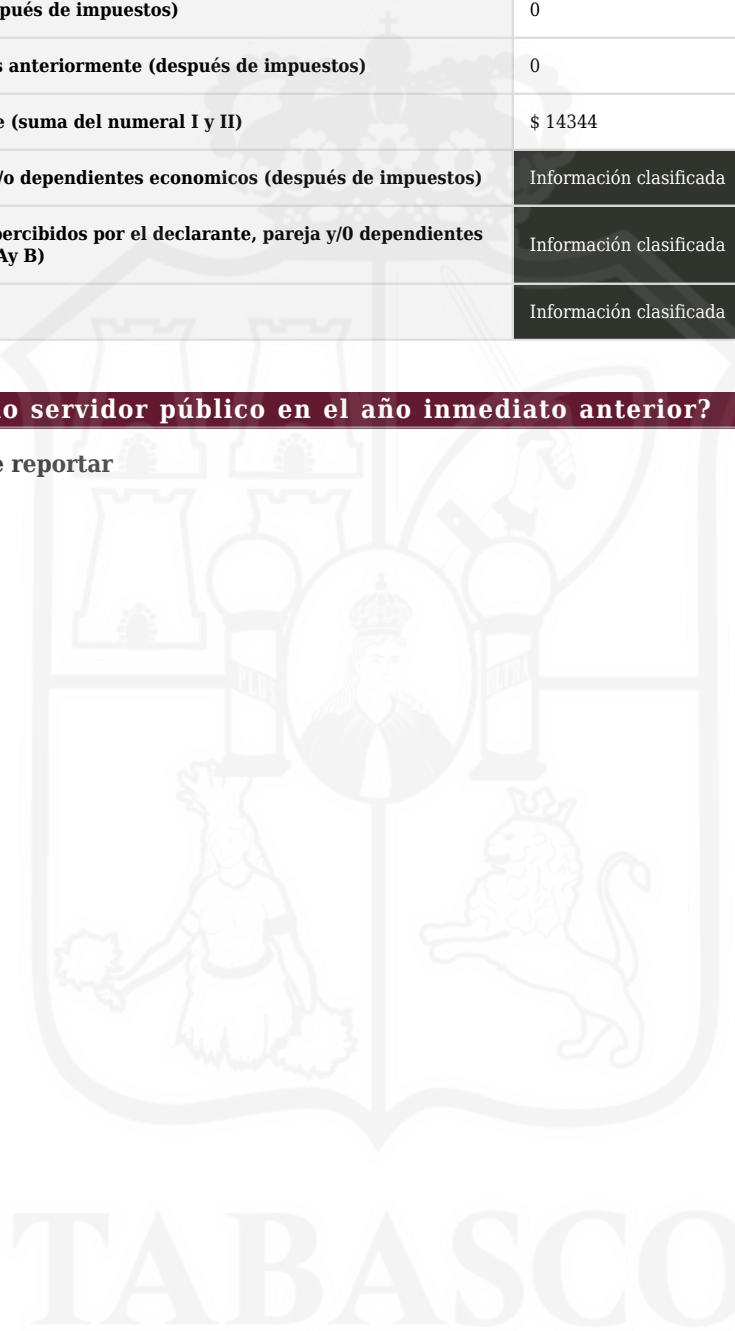 pués de impuestos)
0
s anteriormente (después de impuestos)
0
e (suma del numeral I y II)
$ 14344
/o dependientes economicos (después de impuestos)
Información clasificada
percibidos por el declarante, pareja y/0 dependientes
Ay B)
Información clasificada
Información clasificada
o servidor público en el año inmediato anterior?
e reportar
PLUS
ULTRA
TABASCO